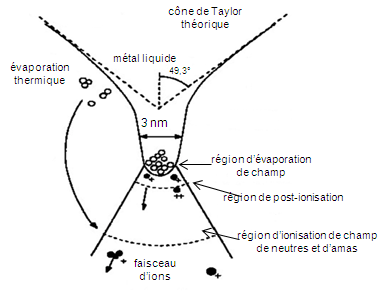 cône de Taylor
théorique
métal liquide
évaporation
thermique
49.3°
3 nm
région d'évaporation
de champ
région de post-ionisation
région d'ionisation de champ
de neutres et d'amas
faisceau
d'ions
+
+
++
+
+